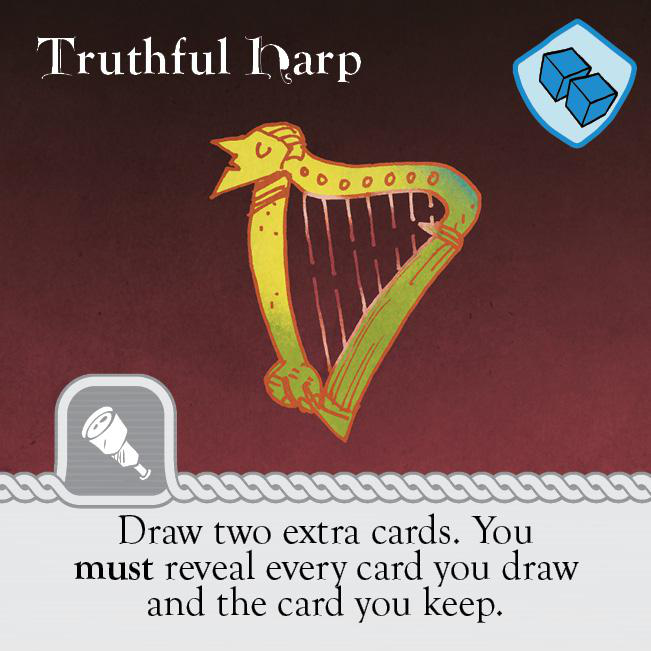 Truthful Harp
Draw two extra cards. You
must reveal every card you draw
and the card you keep.